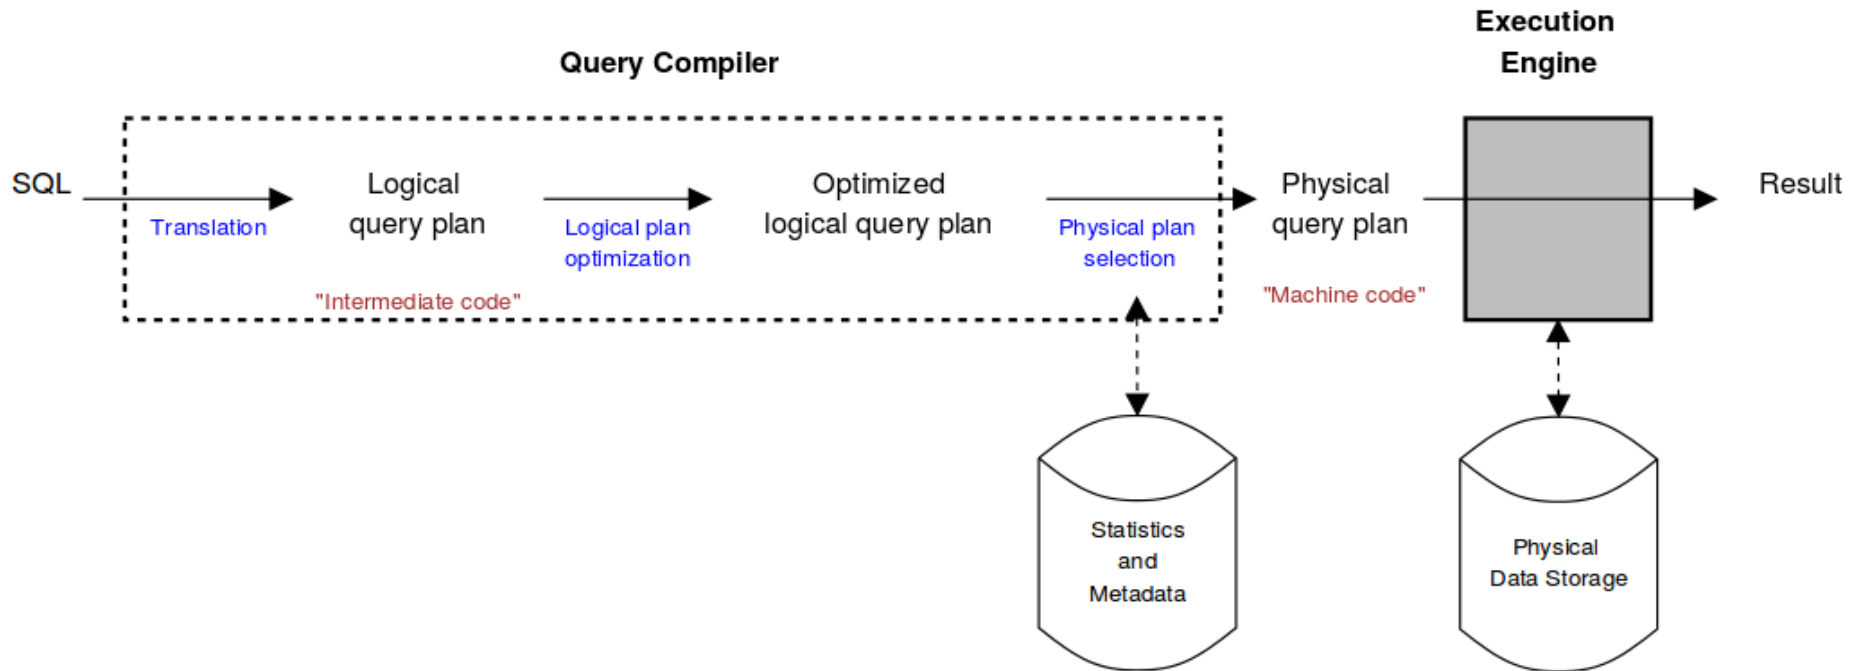 Query Compiler
Execution
Engine
SQL
Translation
Logical
query plan
"Intermediate code"
Logical plan
optimization
Optimized
logical query plan
Physical plan
selection
Physical
query plan
"Machine code"
Result
Statistics
and
Metadata
Physical
Data Storage